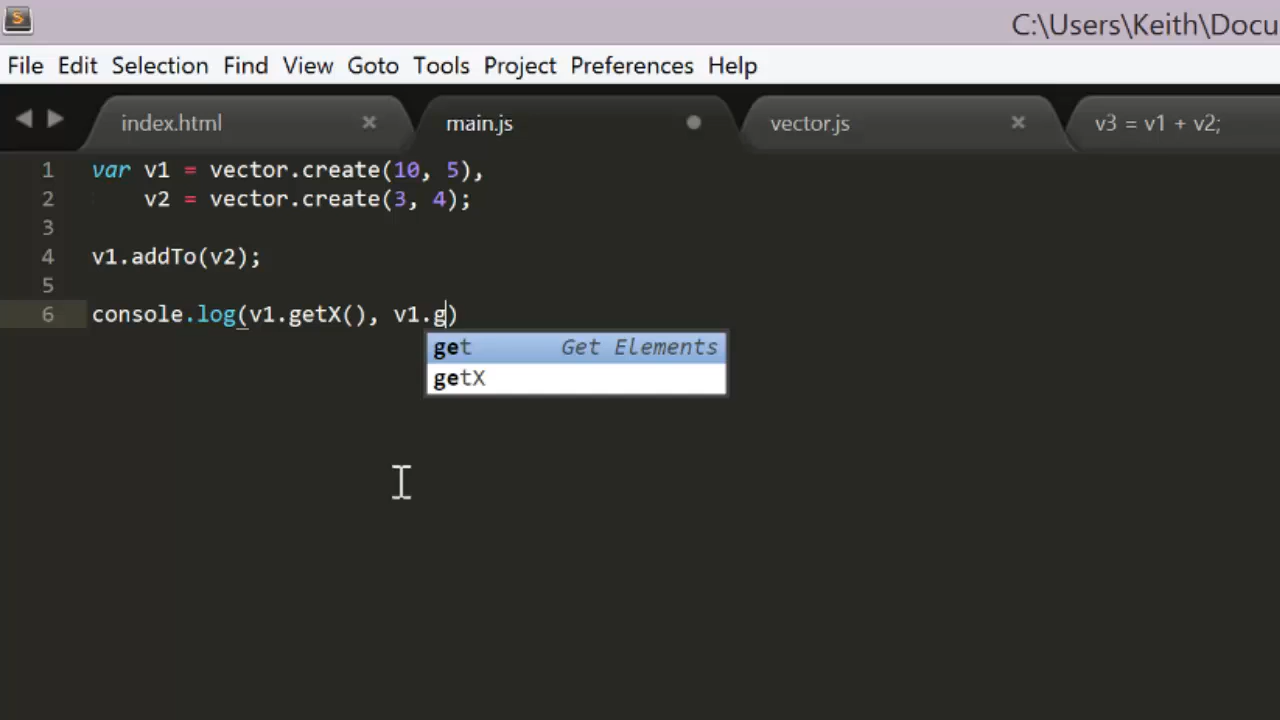 C:\Users\Keith\Docu
File Edit Selection Find View Goto Tools Project Preferences Help
index.html × main.js vector.js × v3 = v1 + v2;
1 var v1 = vector.create(10, 5),
2     v2 = vector.create(3, 4);
3
4 v1.addTo(v2);
5
6 console.log(v1.getX(), v1.g)
get Get Elements
getX